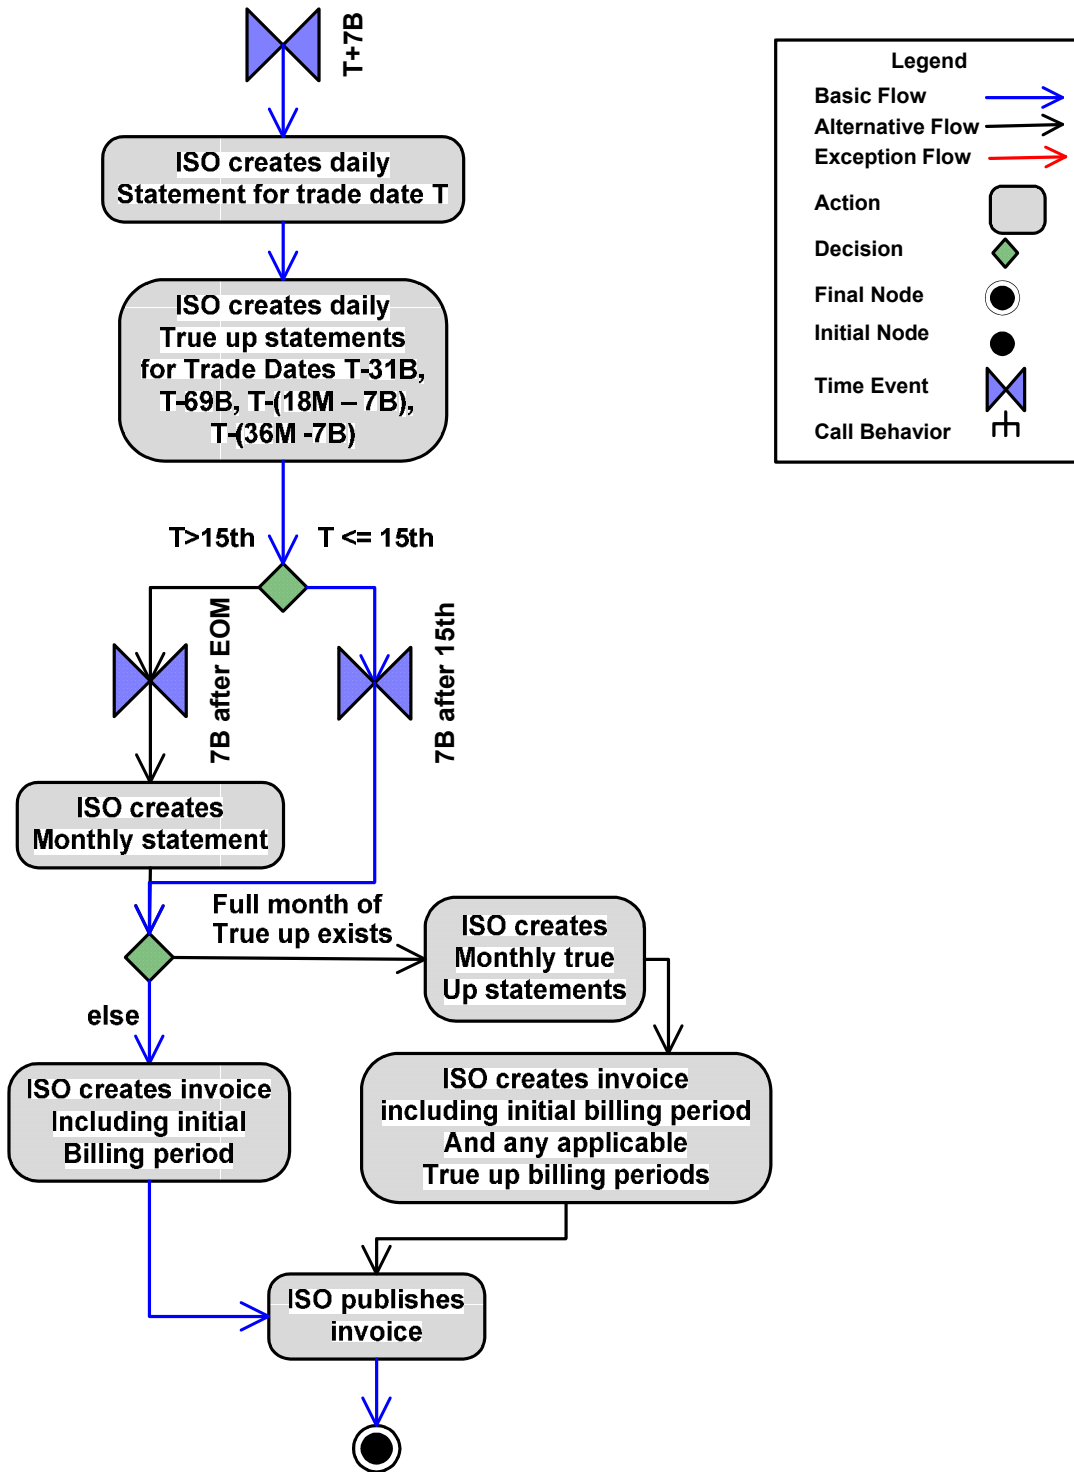 T+7B
ISO creates daily
Statement for trade date T
ISO creates daily
True up statements
for Trade Dates T-31B,
T-69B, T-(18M – 7B),
T-(36M -7B)
T>15th
T <= 15th
7B after EOM
7B after 15th
ISO creates
Monthly statement
Full month of
True up exists
ISO creates
Monthly true
Up statements
else
ISO creates invoice
Including initial
Billing period
ISO creates invoice
including initial billing period
And any applicable
True up billing periods
ISO publishes
invoice
Legend
Basic Flow
Alternative Flow
Exception Flow
Action
Decision
Final Node
Initial Node
Time Event
Call Behavior